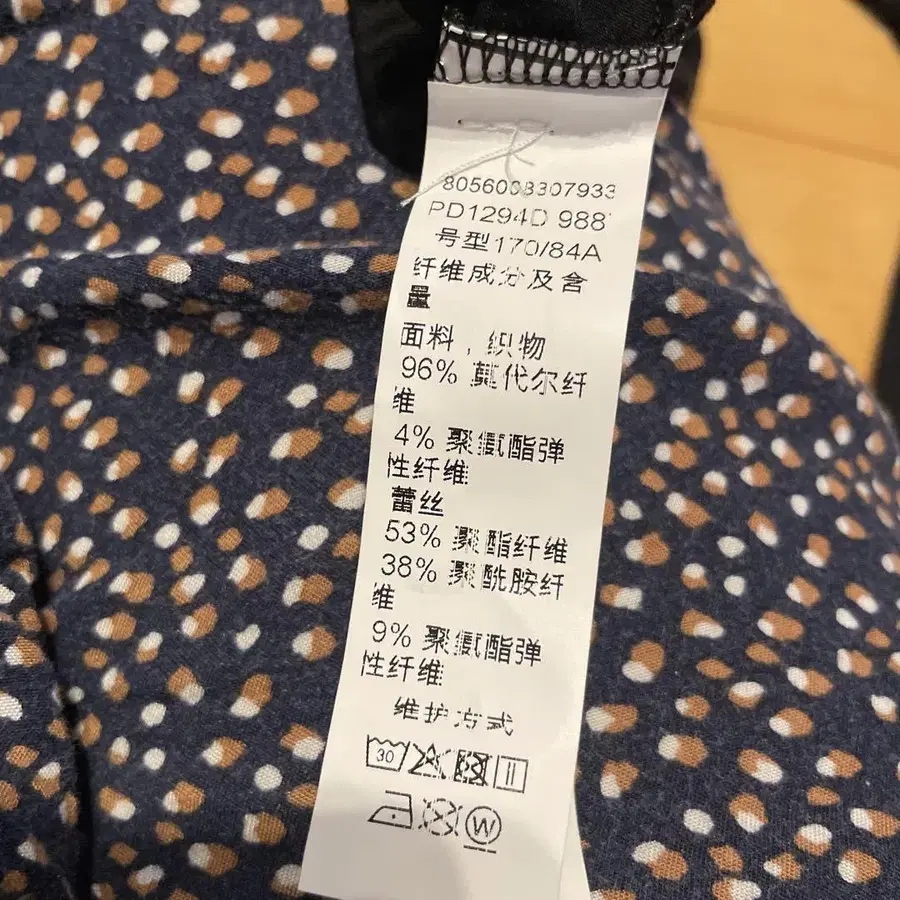 8056008307933
PD1294D 988
号型170/84A
纤维成分及含
量
面料，织物
96% 莫代尔纤
维
4% 聚氨酯弹
性纤维
蕾丝
53% 聚酯纤维
38% 聚酰胺纤
维
9% 聚氨酯弹
性纤维
维护方式
30
W